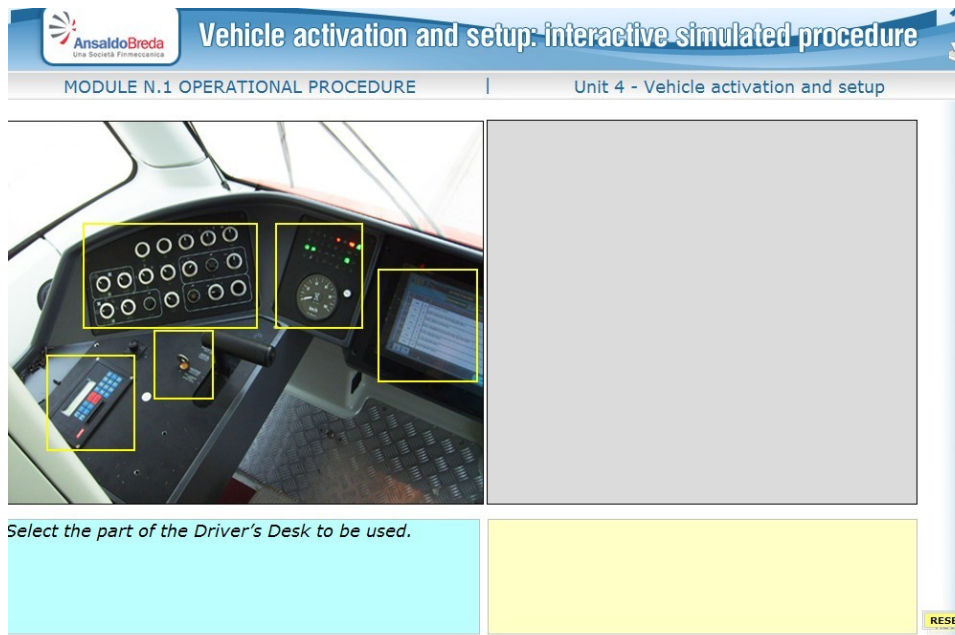 AnsaldoBreda
Una Società Finmeccanica
Vehicle activation and setup: interactive simulated procedure
MODULE N.1 OPERATIONAL PROCEDURE | Unit 4 - Vehicle activation and setup
Select the part of the Driver's Desk to be used.
RESE